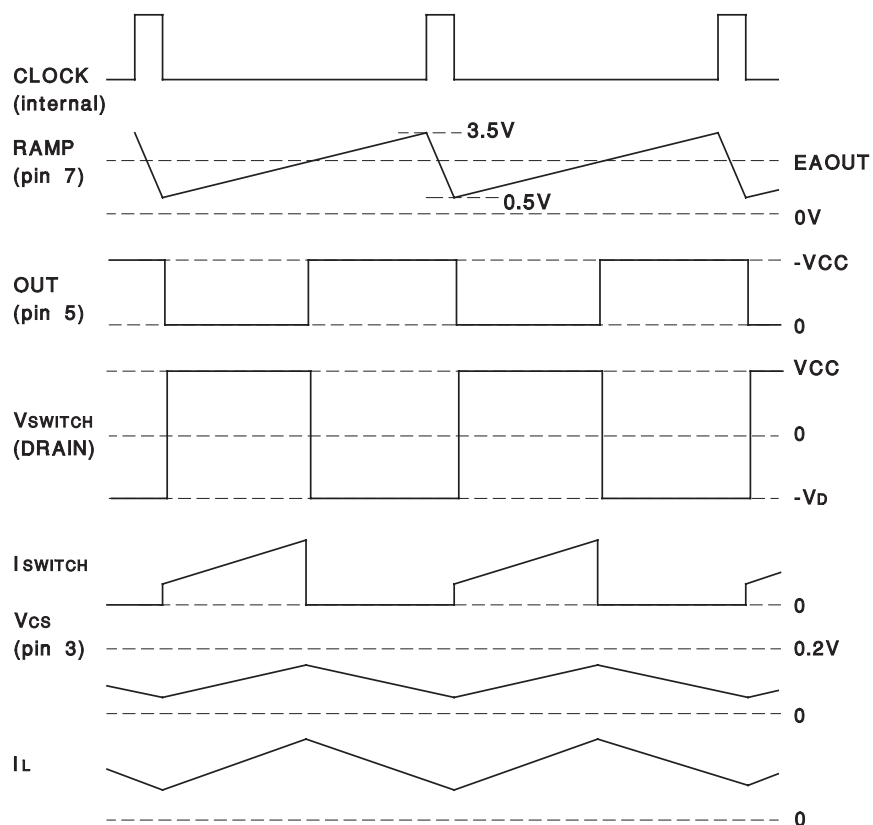 CLOCK
(internal)
RAMP
(pin 7)
3.5V
EAOUT
0.5V
0V
OUT
(pin 5)
-VCC
0
VSWITCH
(DRAIN)
VCC
0
-VD
ISWITCH
0
VCS
(pin 3)
0.2V
0
IL
0